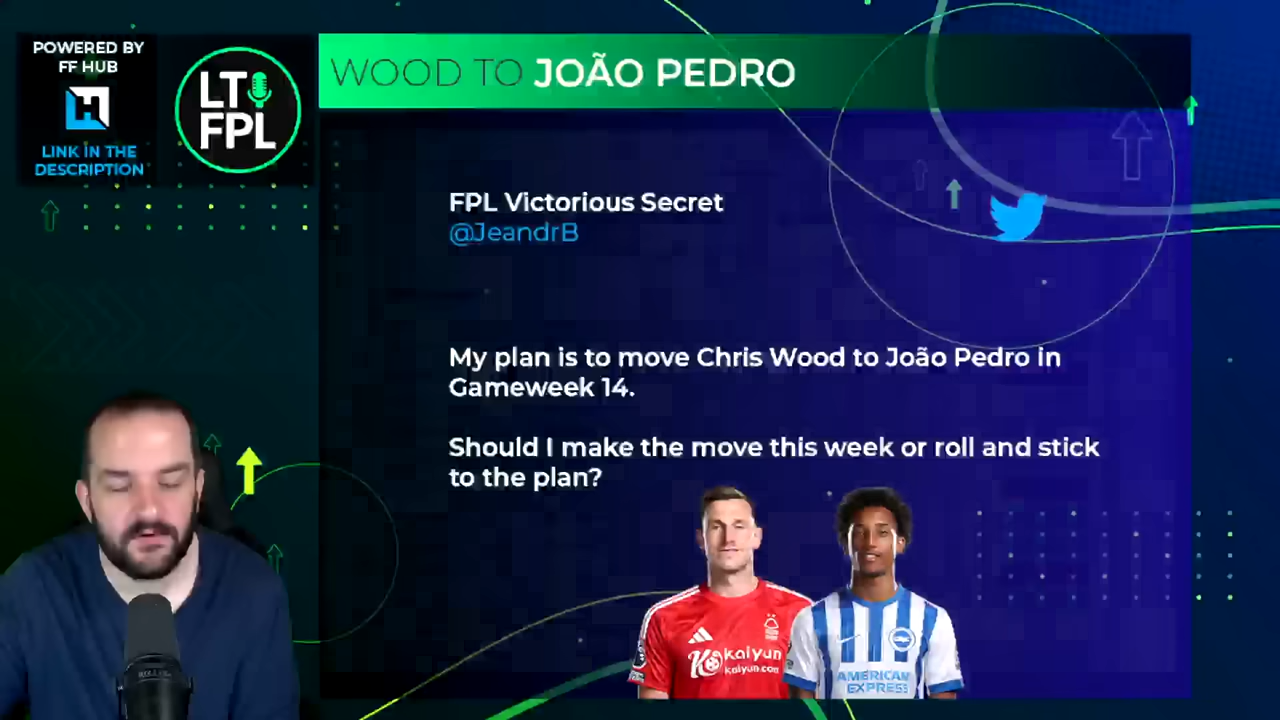 POWERED BY
FF HUB
LINK IN THE
DESCRIPTION
LT
FPL
WOOD TO JOÃO PEDRO
FPL Victorious Secret
@JeandrB
My plan is to move Chris Wood to João Pedro in
Gameweek 14.
Should I make the move this week or roll and stick
to the plan?
kaiyun
kaiyun.com
AMERICAN
EXPRESS